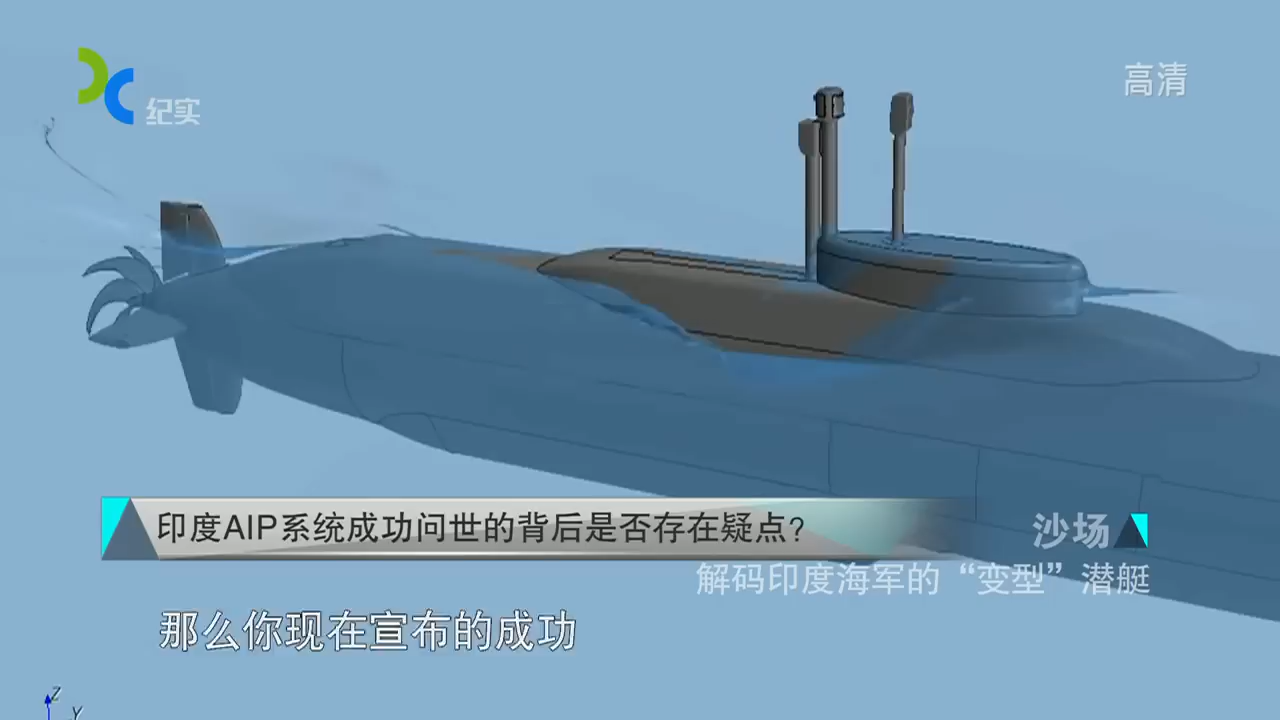 纪实
高清
印度AIP系统成功问世的背后是否存在疑点?
沙场
解码印度海军的“变型”潜艇
那么你现在宣布的成功
Z
Y